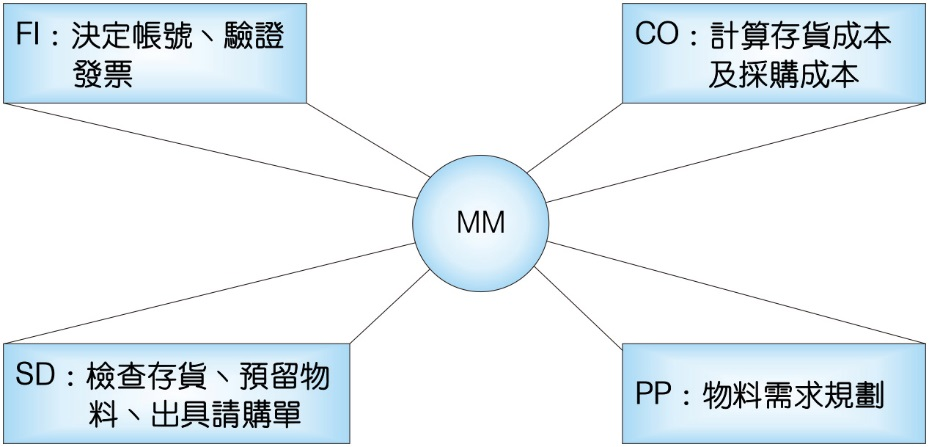 FI：決定帳號、驗證
發票
CO：計算存貨成本
及採購成本
MM
SD：檢查存貨、預留物
料、出具請購單
PP：物料需求規劃